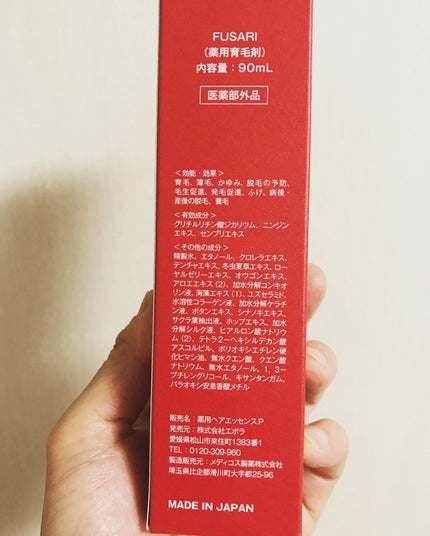 FUSARI
(薬用育毛剤)
内容量:90mL
医薬部外品
<効能・効果>
育毛、薄毛、かゆみ、脱毛の予防、
毛生促進、発毛促進、ふけ、病後・
産後の脱毛、養毛
<有効成分>
グリチルリチン酸ジカリウム、ニンジン
エキス、センブリエキス
<その他の成分>
精製水、エタノール、クロレラエキス、
テンチャエキス、冬虫夏草エキス、ロー
ヤルゼリーエキス、オウゴンエキス、
アロエエキス(2)、加水分解コンキオ
リン液、海藻エキス(1)、ユズセラミド、
水溶性コラーゲン液、加水分解ケラチ
ン液、ボタンエキス、シナノキエキス、
サクラ葉抽出液、ホップエキス、加水
分解シルク液、ヒアルロン酸ナトリウ
ム(2)、テトラ2ーヘキシルデカン酸
アスコルビル、ポリオキシエチレン硬
化ヒマシ油、無水クエン酸、クエン酸
ナトリウム、無水エタノール、1,3ー
ブチレングリコール、キサンタンガム、
パラオキシ安息香酸メチル
販売名:薬用ヘアエッセンスP
発売元:株式会社エポラ
愛媛県松山市来住町1383番1
TEL:0120-309-960
製造販売元:メディコス製薬株式会社
埼玉県比企郡滑川町大字都25-96
MADE IN JAPAN